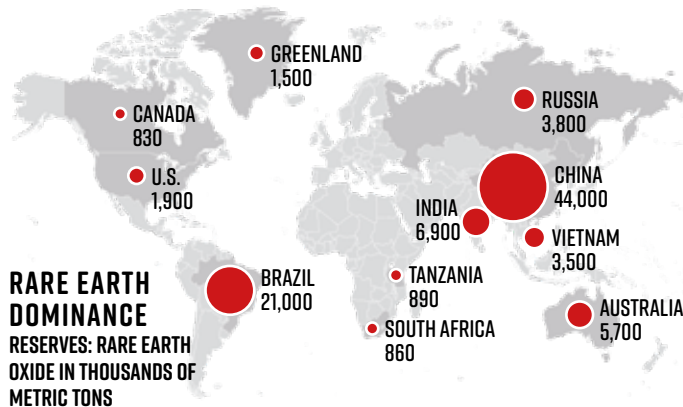 GREENLAND
1,500
CANADA
830
U.S.
1,900
RUSSIA
3,800
CHINA
44,000
INDIA
6,900
VIETNAM
3,500
BRAZIL
21,000
TANZANIA
890
SOUTH AFRICA
860
AUSTRALIA
5,700
RARE EARTH
DOMINANCE
RESERVES: RARE EARTH
OXIDE IN THOUSANDS OF
METRIC TONS